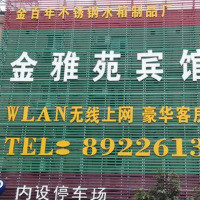 金百年不锈钢水箱制品厂
金雅苑宾馆
WLAN无线上网 豪华客房
TEL: 8922613
内设停车场